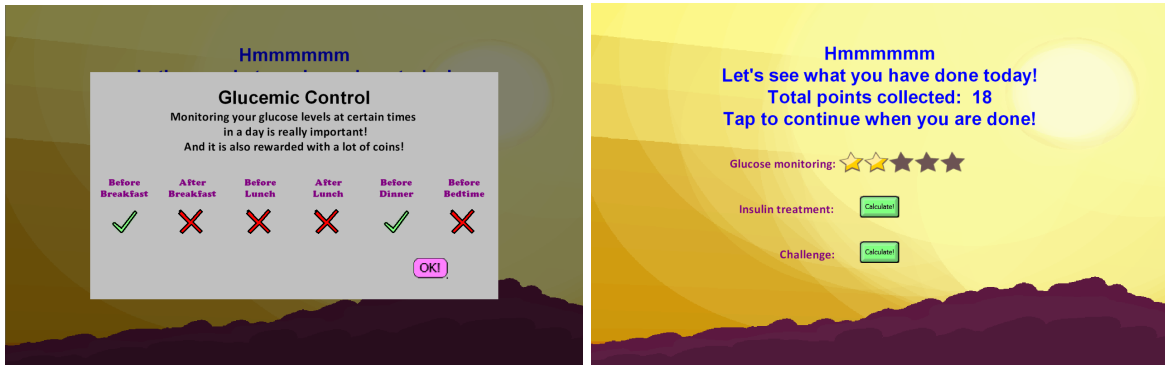 Hmmmmmm
Glucemic Control
Monitoring your glucose levels at certain times
in a day is really important!
And it is also rewarded with a lot of coins!
Before Breakfast
After Breakfast
Before Lunch
After Lunch
Before Dinner
Before Bedtime
OK!
Hmmmmmm
Let's see what you have done today!
Total points collected: 18
Tap to continue when you are done!
Glucose monitoring:
Insulin treatment:
Calculate!
Challenge:
Calculate!